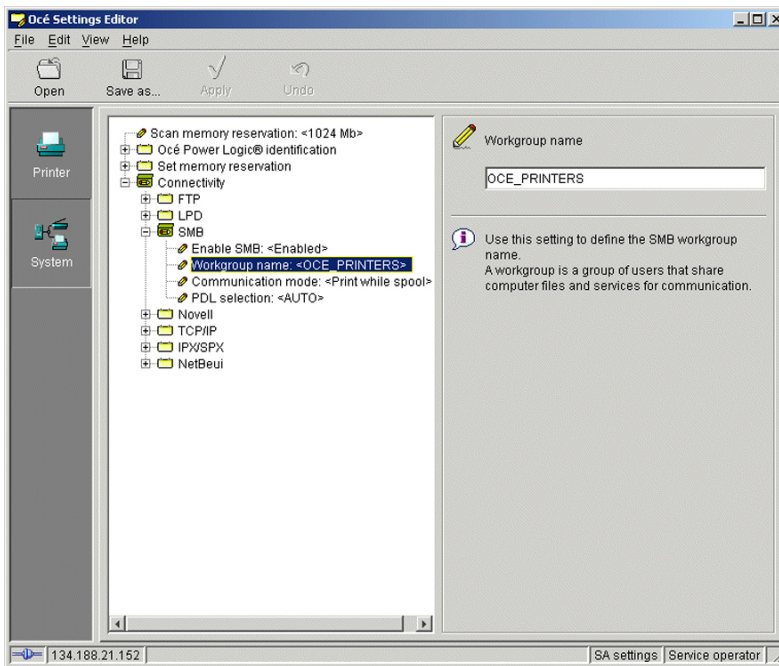 Océ Settings Editor
File Edit View Help
Open Save as... Apply Undo
Printer
System
Scan memory reservation: <1024 Mb>
Océ Power Logic® identification
Set memory reservation
Connectivity
FTP
LPD
SMB
Enable SMB: <Enabled>
Workgroup name: <OCE_PRINTERS>
Communication mode: <Print while spool>
PDL selection: <AUTO>
Novell
TCP/IP
IPX/SPX
NetBeui
Workgroup name
OCE_PRINTERS
Use this setting to define the SMB workgroup
name.
A workgroup is a group of users that share
computer files and services for communication.
134.188.21.152 SA settings Service operator